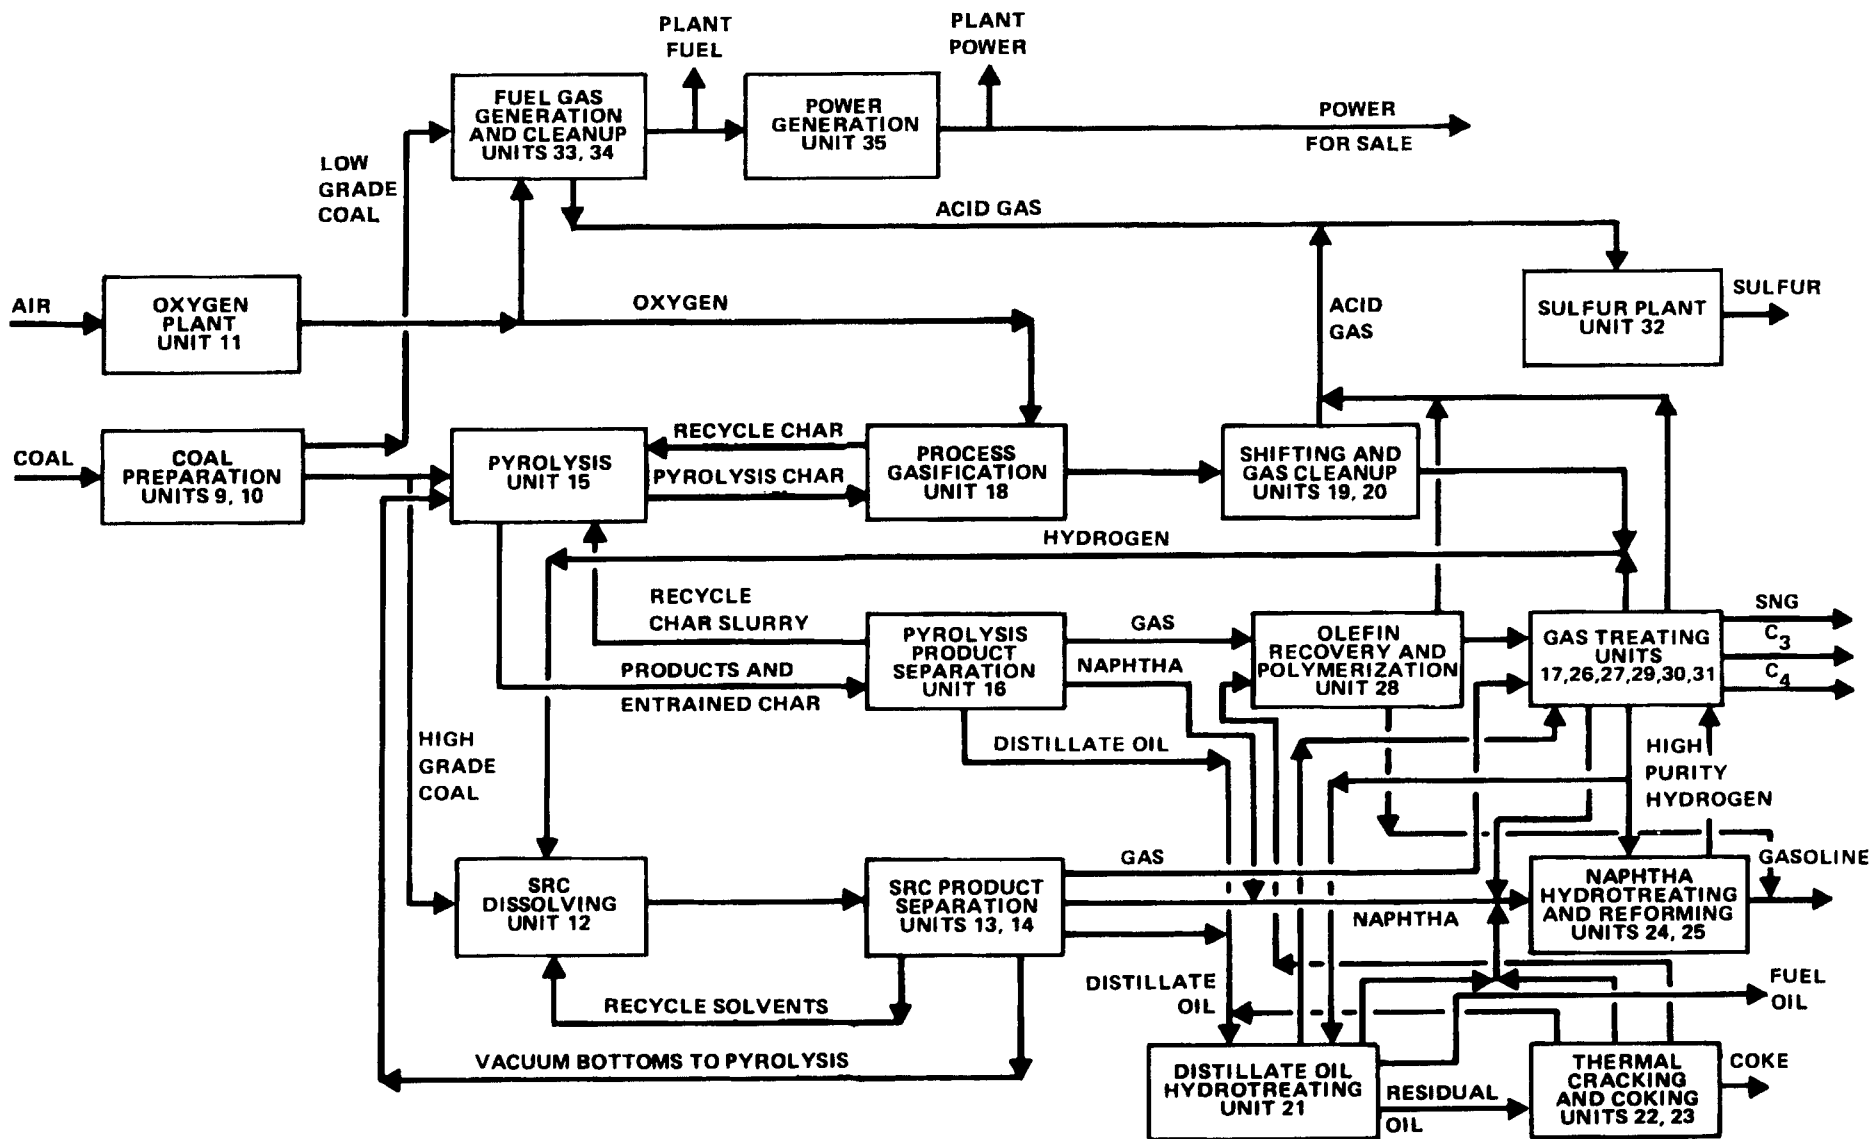 PLANT
FUEL
PLANT
POWER
FUEL GAS
GENERATION
AND CLEANUP
UNITS 33, 34
POWER
GENERATION
UNIT 35
POWER
FOR SALE
LOW
GRADE
COAL
ACID GAS
AIR
OXYGEN
PLANT
UNIT 11
OXYGEN
ACID
GAS
SULFUR PLANT
UNIT 32
SULFUR
COAL
COAL
PREPARATION
UNITS 9, 10
PYROLYSIS
UNIT 15
RECYCLE CHAR
PYROLYSIS CHAR
PROCESS
GASIFICATION
UNIT 18
SHIFTING AND
GAS CLEANUP
UNITS 19, 20
HYDROGEN
RECYCLE
CHAR SLURRY
PRODUCTS AND
ENTRAINED CHAR
PYROLYSIS
PRODUCT
SEPARATION
UNIT 16
GAS
NAPHTHA
OLEFIN
RECOVERY AND
POLYMERIZATION
UNIT 28
GAS TREATING
UNITS
17,26,27,29,30,31
SNG
C3
C4
DISTILLATE OIL
HIGH
GRADE
COAL
HIGH
PURITY
HYDROGEN
SRC
DISSOLVING
UNIT 12
SRC PRODUCT
SEPARATION
UNITS 13, 14
GAS
NAPHTHA
NAPHTHA
HYDROTREATING
AND REFORMING
UNITS 24, 25
GASOLINE
RECYCLE SOLVENTS
DISTILLATE
OIL
FUEL
OIL
VACUUM BOTTOMS TO PYROLYSIS
DISTILLATE OIL
HYDROTREATING
UNIT 21
RESIDUAL
OIL
THERMAL
CRACKING
AND COKING
UNITS 22, 23
COKE